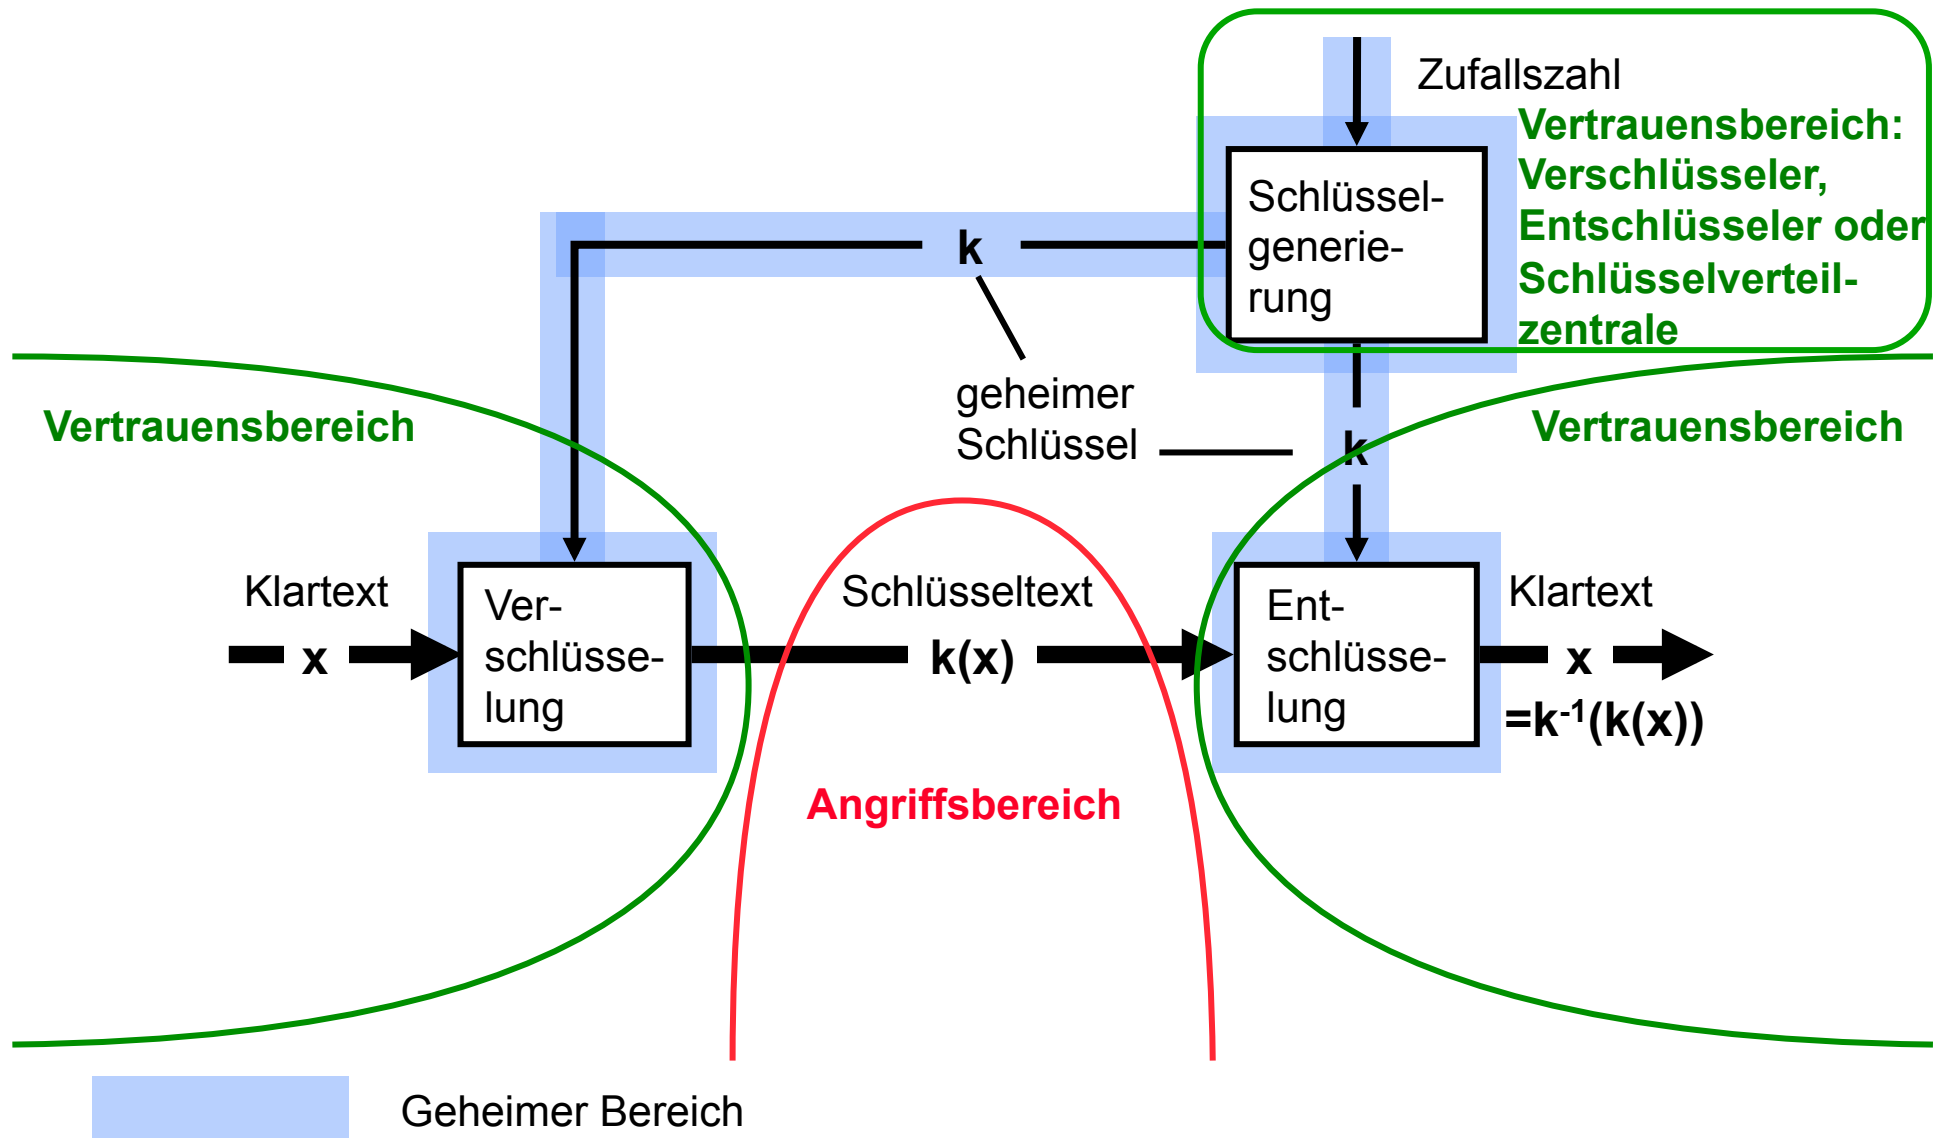 Zufallszahl
Vertrauensbereich:
Verschlüsseler,
Entschlüsseler oder
Schlüsselverteil-
zentrale
Schlüssel-
generie-
rung
k
geheimer
Schlüssel
k
Vertrauensbereich
Vertrauensbereich
Klartext
x
Ver-
schlüsse-
lung
Schlüsseltext
k(x)
Ent-
schlüsse-
lung
Klartext
x
=k⁻¹(k(x))
Angriffsbereich
Geheimer Bereich